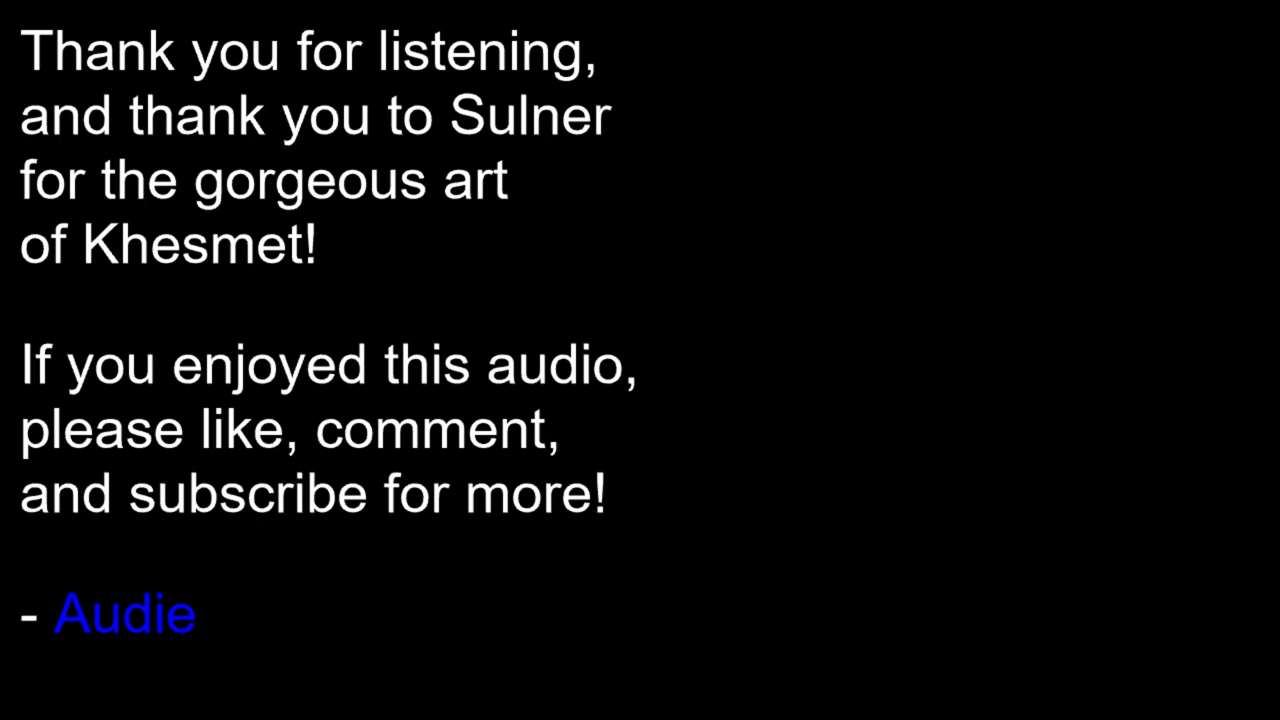 Thank you for listening,
and thank you to Sulner
for the gorgeous art
of Khesmet!
If you enjoyed this audio,
please like, comment,
and subscribe for more!
- Audie